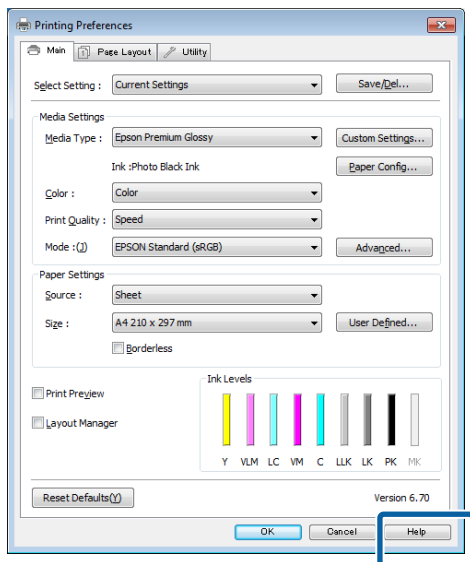 Printing Preferences
Main Page Layout Utility
Select Setting : Current Settings Save/Del...
Media Settings
Media Type : Epson Premium Glossy Custom Settings...
Ink :Photo Black Ink Paper Config...
Color : Color
Print Quality : Speed
Mode :(J) EPSON Standard (sRGB) Advanced...
Paper Settings
Source : Sheet
Size : A4 210 x 297 mm User Defined...
Borderless
Ink Levels
Print Preview
Layout Manager
Y VLM LC VM C LLK LK PK MK
Reset Defaults(Y) Version 6.70
OK Cancel Help